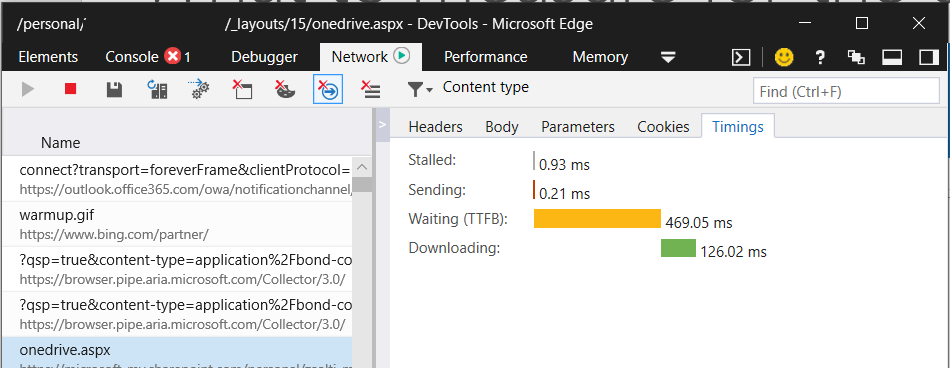 /personal/ /_layouts/15/onedrive.aspx - DevTools - Microsoft Edge
Elements Console 1 Debugger Network Performance Memory
Content type Find (Ctrl+F)
Name
connect?transport=foreverFrame&clientProtocol=
https://outlook.office365.com/owa/notificationchannel/
warmup.gif
https://www.bing.com/partner/
?qsp=true&content-type=application%2Fbond-co
https://browser.pipe.aria.microsoft.com/Collector/3.0/
?qsp=true&content-type=application%2Fbond-co
https://browser.pipe.aria.microsoft.com/Collector/3.0/
onedrive.aspx
Headers Body Parameters Cookies Timings
Stalled: 0.93 ms
Sending: 0.21 ms
Waiting (TTFB): 469.05 ms
Downloading: 126.02 ms